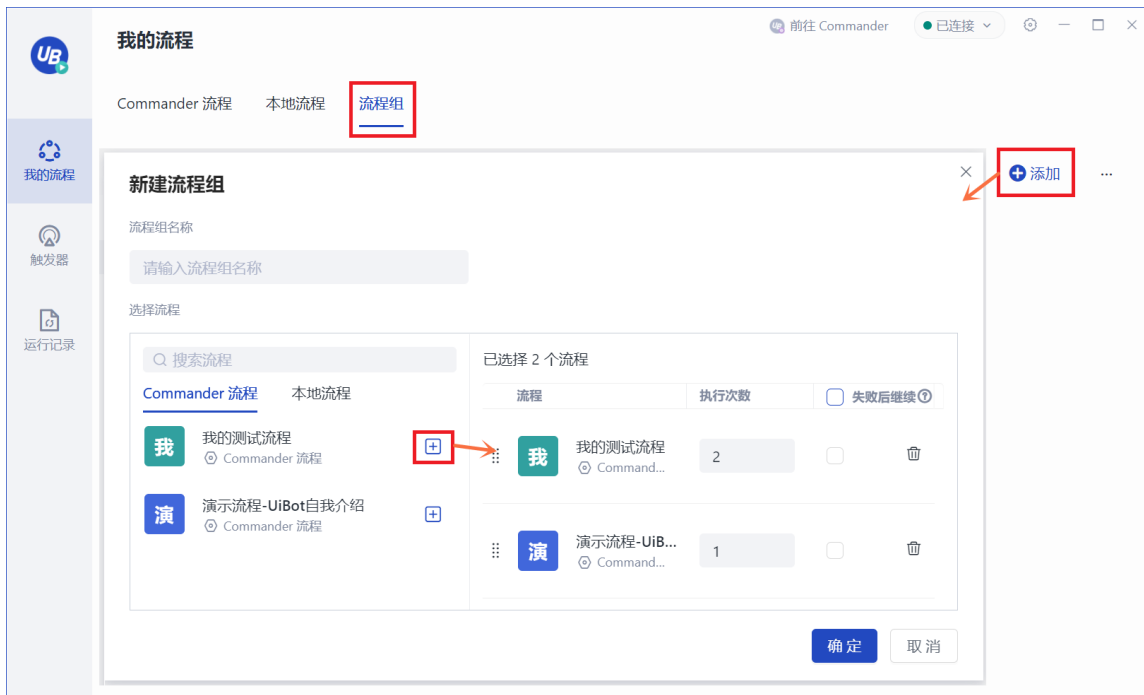 UB
我的流程
前往 Commander
已连接
Commander 流程
本地流程
流程组
我的流程
触发器
运行记录
添加
...
新建流程组
流程组名称
请输入流程组名称
选择流程
搜索流程
Commander 流程
本地流程
我
我的测试流程
Commander 流程
演
演示流程-UiBot自我介绍
Commander 流程
已选择 2 个流程
流程
执行次数
失败后继续
我
我的测试流程
Command...
2
演
演示流程-UiB...
Command...
1
确定
取消